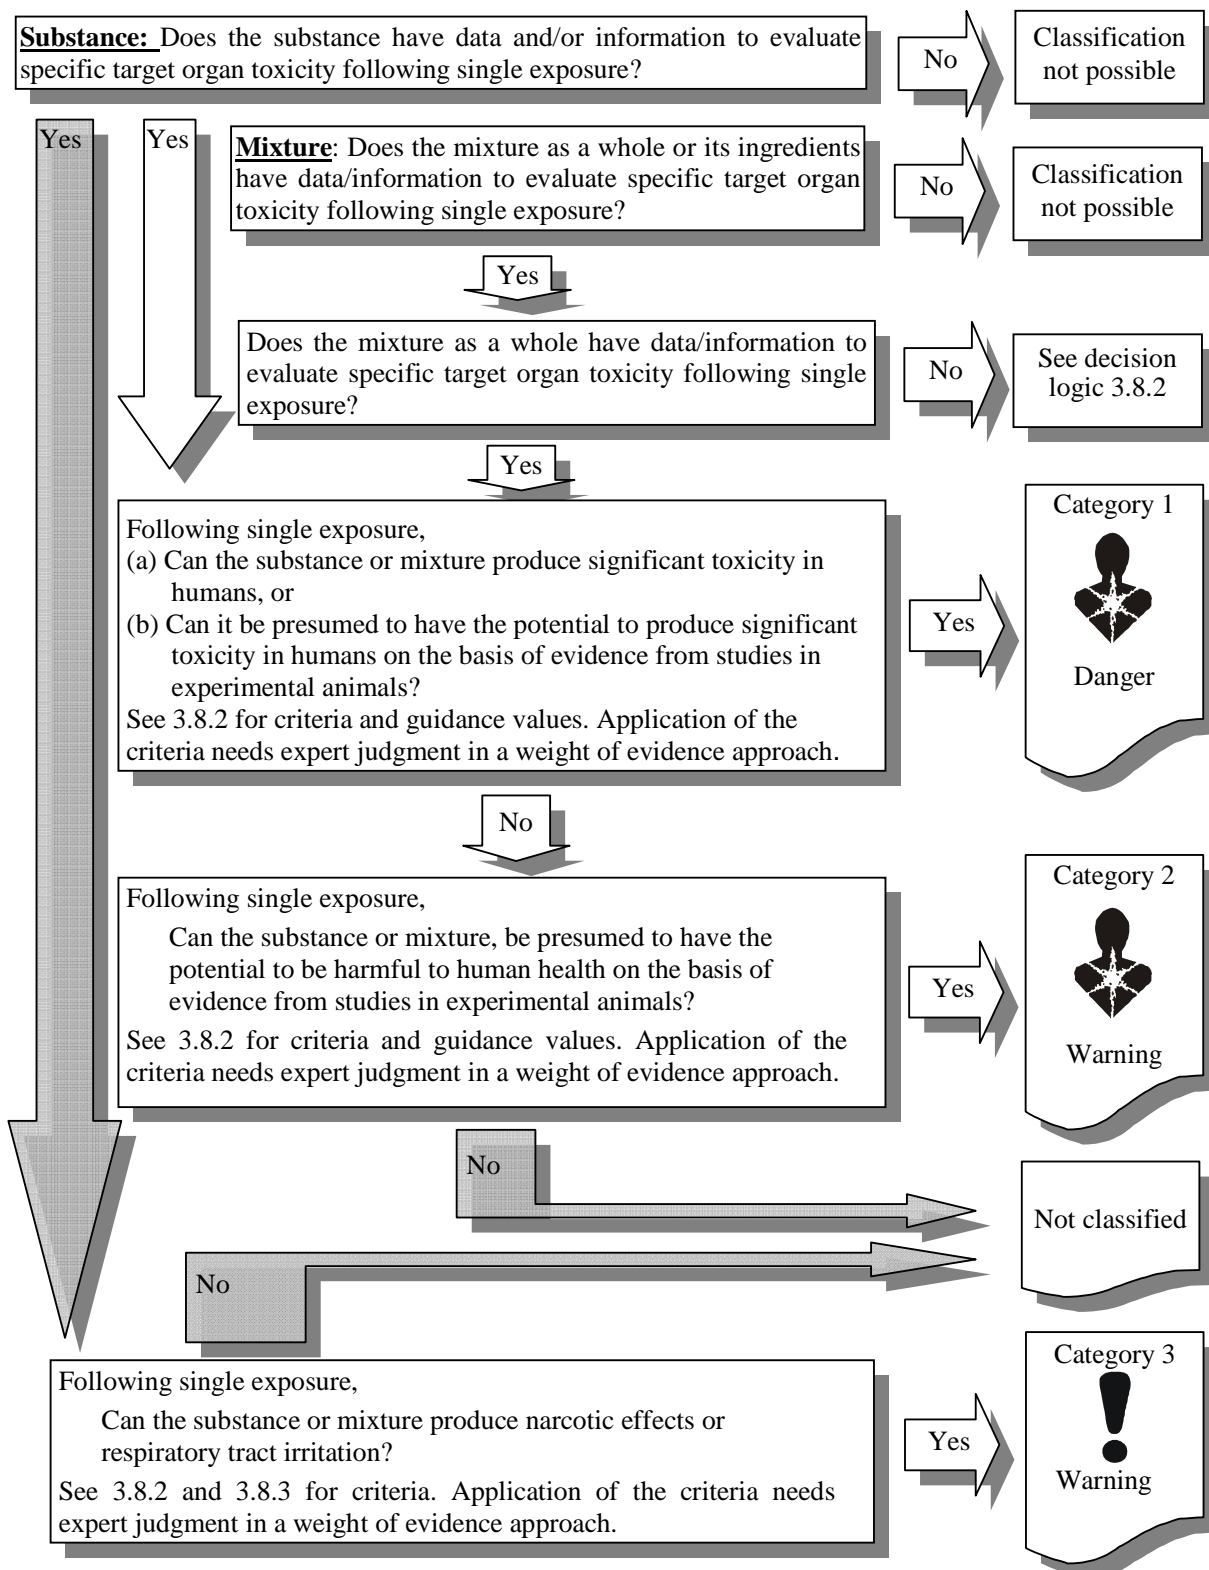 Substance: Does the substance have data and/or information to evaluate
specific target organ toxicity following single exposure?
No
Classification
not possible
Yes
Yes
Mixture: Does the mixture as a whole or its ingredients
have data/information to evaluate specific target organ
toxicity following single exposure?
No
Classification
not possible
Yes
Does the mixture as a whole have data/information to
evaluate specific target organ toxicity following single
exposure?
No
See decision
logic 3.8.2
Yes
Following single exposure,
(a) Can the substance or mixture produce significant toxicity in
humans, or
(b) Can it be presumed to have the potential to produce significant
toxicity in humans on the basis of evidence from studies in
experimental animals?
See 3.8.2 for criteria and guidance values. Application of the
criteria needs expert judgment in a weight of evidence approach.
Yes
Category 1
Danger
No
Following single exposure,
Can the substance or mixture, be presumed to have the
potential to be harmful to human health on the basis of
evidence from studies in experimental animals?
See 3.8.2 for criteria and guidance values. Application of the
criteria needs expert judgment in a weight of evidence approach.
Yes
Category 2
Warning
No
Not classified
No
Following single exposure,
Can the substance or mixture produce narcotic effects or
respiratory tract irritation?
See 3.8.2 and 3.8.3 for criteria. Application of the criteria needs
expert judgment in a weight of evidence approach.
Yes
Category 3
Warning